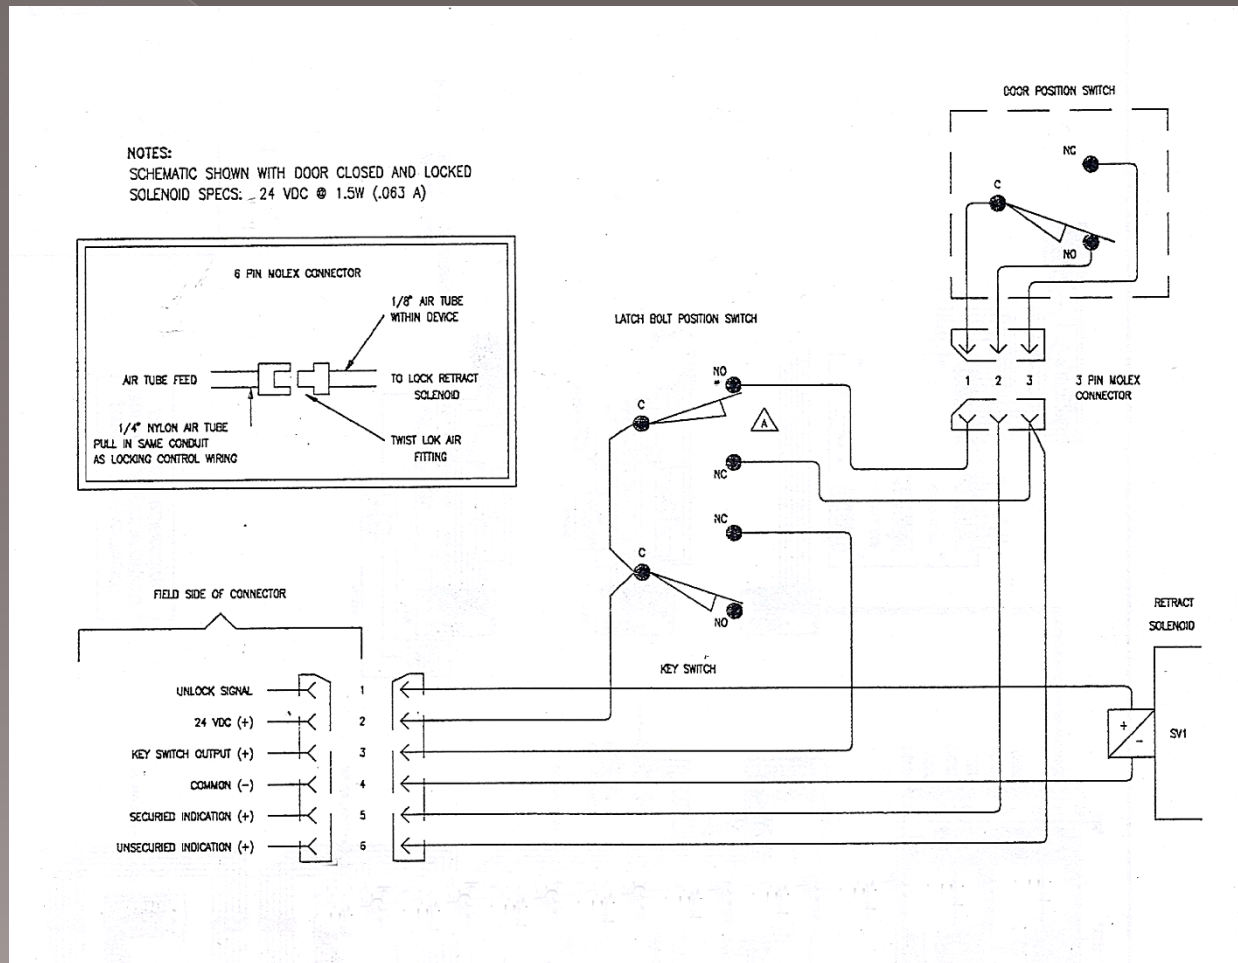 DOOR POSITION SWITCH
NOTES:
SCHEMATIC SHOWN WITH DOOR CLOSED AND LOCKED
SOLENOID SPECS: 24 VDC @ 1.5W (.063 A)
NC
C
NO
6 PIN MOLEX CONNECTOR
1/8" AIR TUBE
WITHIN DEVICE
AIR TUBE FEED
TO LOCK RETRACT
SOLENOID
1/4" NYLON AIR TUBE
PULL IN SAME CONDUIT
AS LOCKING CONTROL WIRING
TWIST LOK AIR
FITTING
LATCH BOLT POSITION SWITCH
NO
C
A
NC
1 2 3
3 PIN MOLEX
CONNECTOR
NC
C
NO
KEY SWITCH
FIELD SIDE OF CONNECTOR
RETRACT
SOLENOID
UNLOCK SIGNAL 1
24 VDC (+) 2
KEY SWITCH OUTPUT (+) 3
COMMON (-) 4
SECURIED INDICATION (+) 5
UNSECURIED INDICATION (+) 6
+
-
SV1